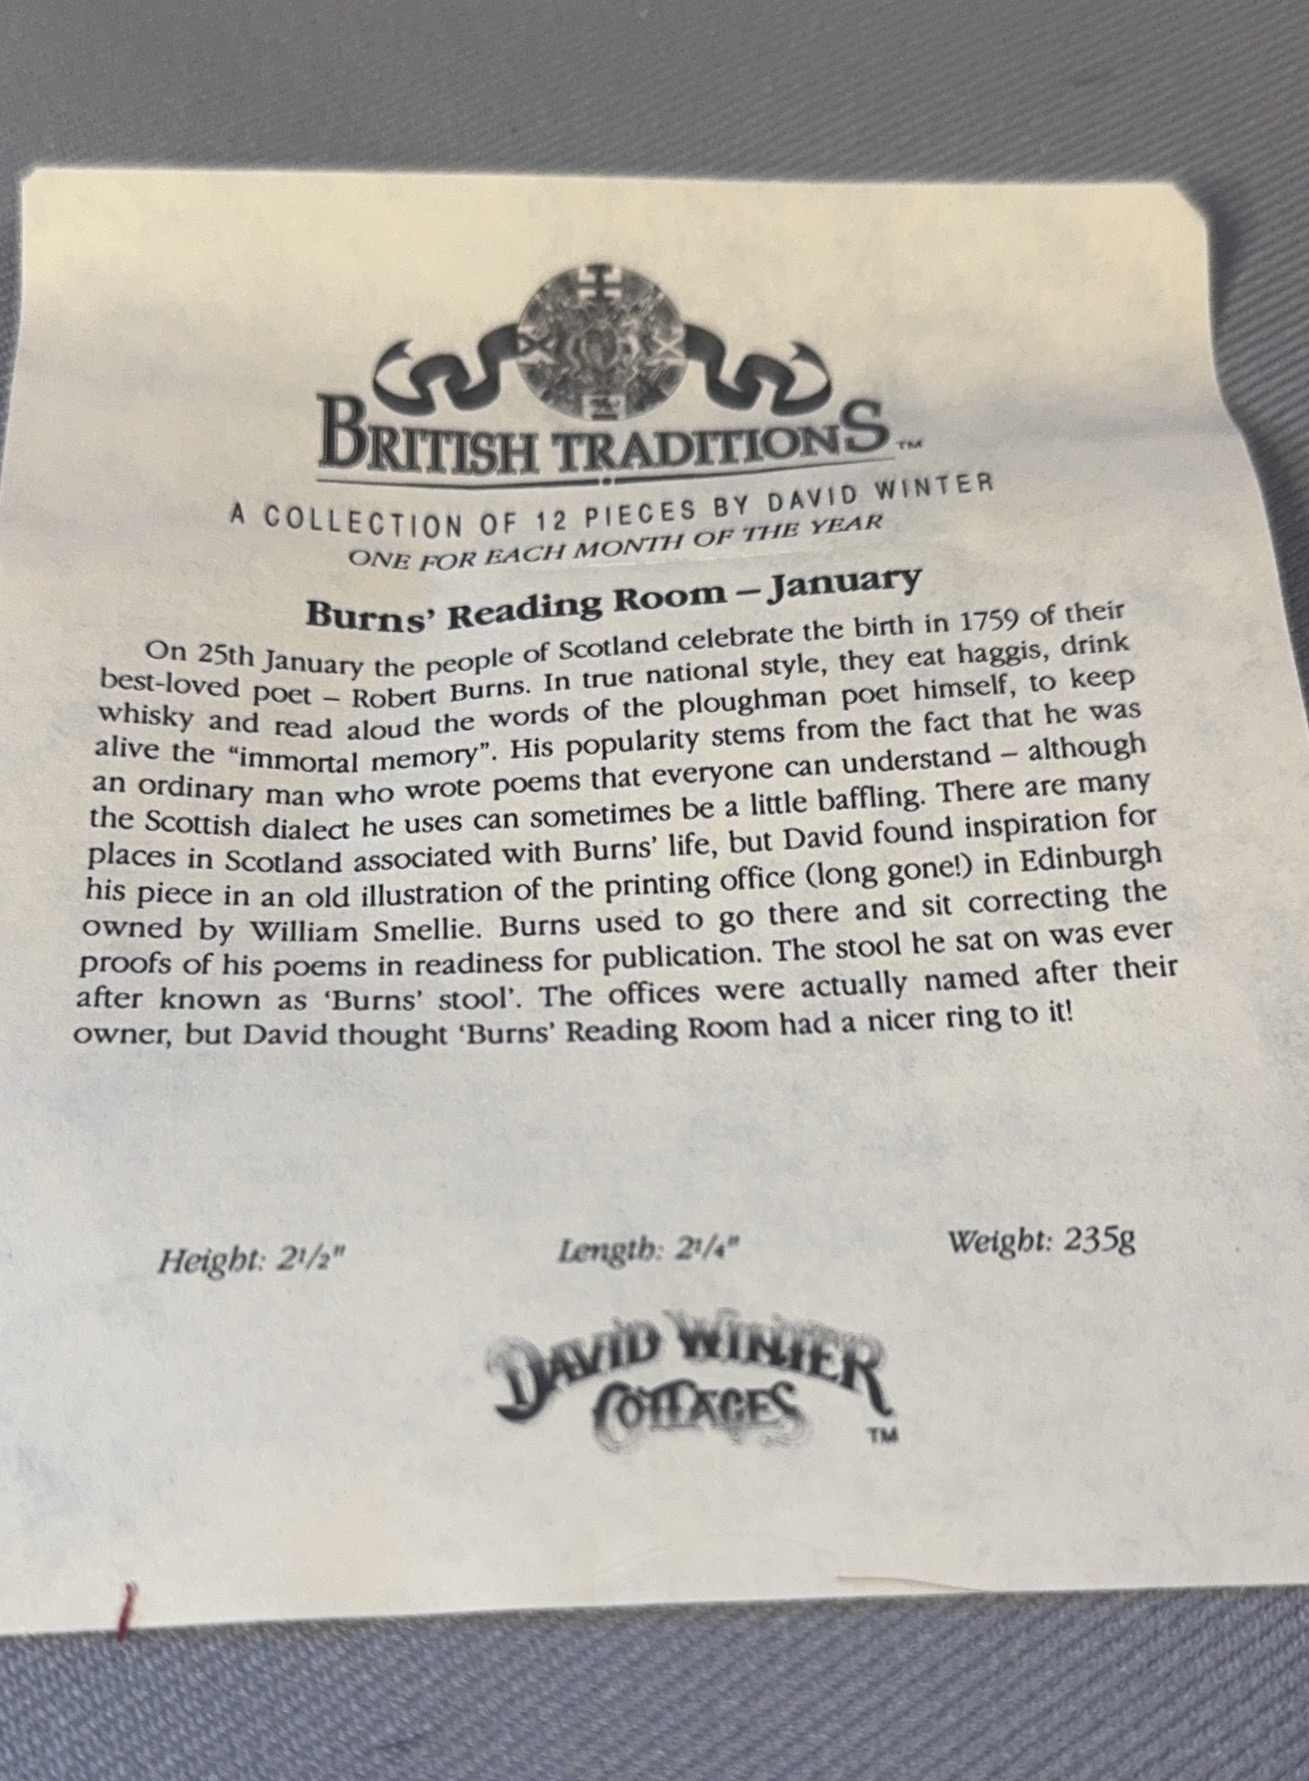 BRITISH TRADITIONS™
A COLLECTION OF 12 PIECES BY DAVID WINTER
ONE FOR EACH MONTH OF THE YEAR
Burns' Reading Room – January
On 25th January the people of Scotland celebrate the birth in 1759 of their
best-loved poet – Robert Burns. In true national style, they eat haggis, drink
whisky and read aloud the words of the ploughman poet himself, to keep
alive the “immortal memory”. His popularity stems from the fact that he was
an ordinary man who wrote poems that everyone can understand – although
the Scottish dialect he uses can sometimes be a little baffling. There are many
places in Scotland associated with Burns' life, but David found inspiration for
his piece in an old illustration of the printing office (long gone!) in Edinburgh
owned by William Smellie. Burns used to go there and sit correcting the
proofs of his poems in readiness for publication. The stool he sat on was ever
after known as ‘Burns’ stool’. The offices were actually named after their
owner, but David thought ‘Burns’ Reading Room had a nicer ring to it!
Height: 2¹/₂" Length: 2¹/₄" Weight: 235g
DAVID WINTER
COTTAGES
™